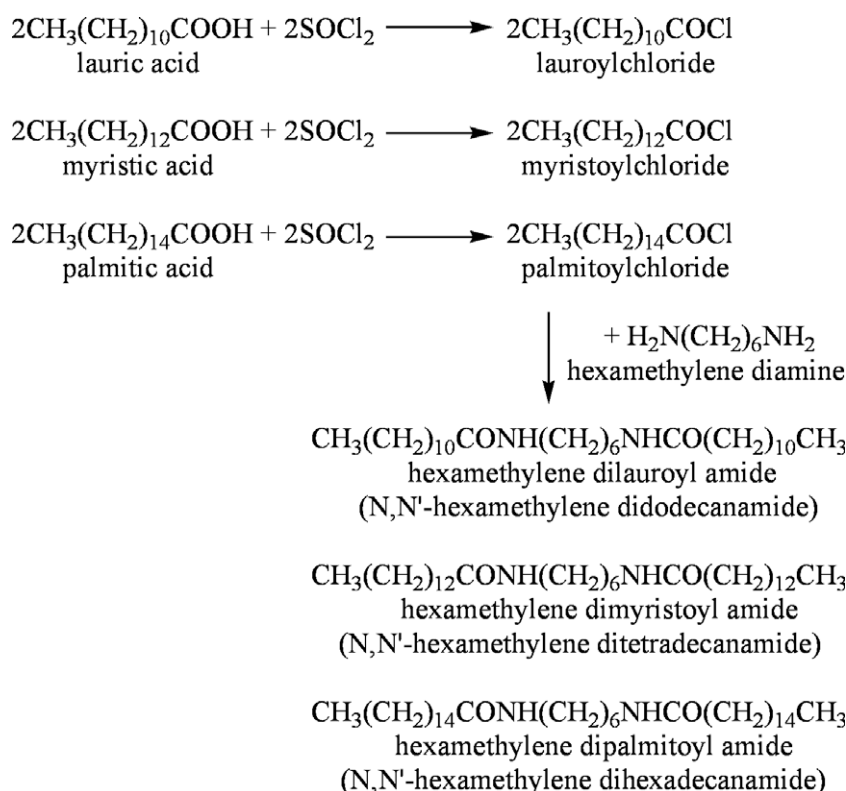 2CH₃(CH₂)₁₀COOH + 2SOCl₂ ⟶ 2CH₃(CH₂)₁₀COCl
lauric acid lauroylchloride
2CH₃(CH₂)₁₂COOH + 2SOCl₂ ⟶ 2CH₃(CH₂)₁₂COCl
myristic acid myristoylchloride
2CH₃(CH₂)₁₄COOH + 2SOCl₂ ⟶ 2CH₃(CH₂)₁₄COCl
palmitic acid palmitoylchloride
+ H₂N(CH₂)₆NH₂
hexamethylene diamine
CH₃(CH₂)₁₀CONH(CH₂)₆NHCO(CH₂)₁₀CH₃
hexamethylene dilauroyl amide
(N,N'-hexamethylene didodecanamide)
CH₃(CH₂)₁₂CONH(CH₂)₆NHCO(CH₂)₁₂CH₃
hexamethylene dimyristoyl amide
(N,N'-hexamethylene ditetradecanamide)
CH₃(CH₂)₁₄CONH(CH₂)₆NHCO(CH₂)₁₄CH₃
hexamethylene dipalmitoyl amide
(N,N'-hexamethylene dihexadecanamide)